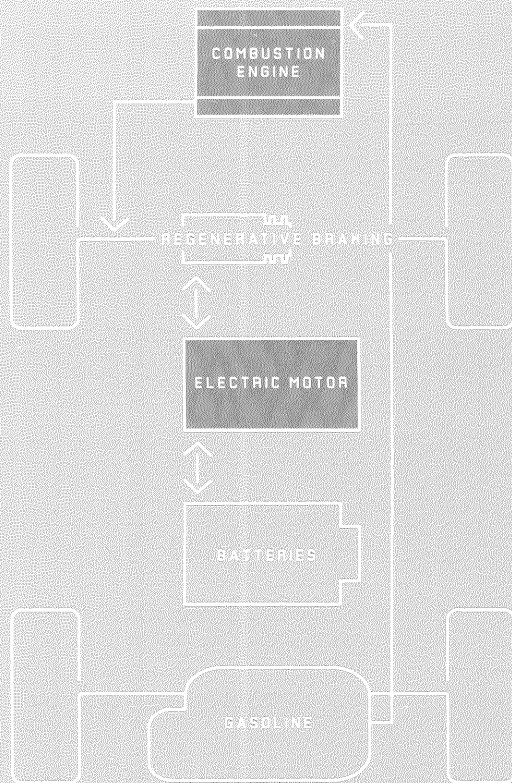 COMBUSTION
ENGINE
REGENERATIVE BRAKING
ELECTRIC MOTOR
BATTERIES
GASOLINE